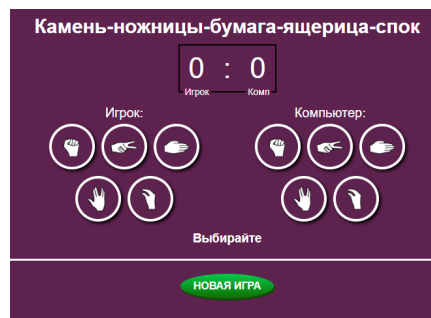 Камень-ножницы-бумага-ящерица-спок
0 : 0
Игрок Комп
Игрок: Компьютер:
Выбирайте
НОВАЯ ИГРА